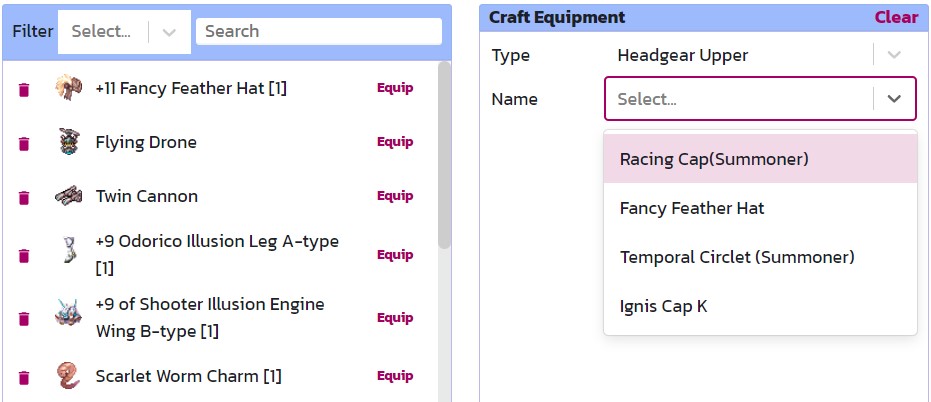 Filter Select... Search
+11 Fancy Feather Hat [1] Equip
Flying Drone Equip
Twin Cannon Equip
+9 Odorico Illusion Leg A-type
[1] Equip
+9 of Shooter Illusion Engine
Wing B-type [1] Equip
Scarlet Worm Charm [1] Equip
Craft Equipment Clear
Type Headgear Upper
Name Select...
Racing Cap(Summoner)
Fancy Feather Hat
Temporal Circlet (Summoner)
Ignis Cap K